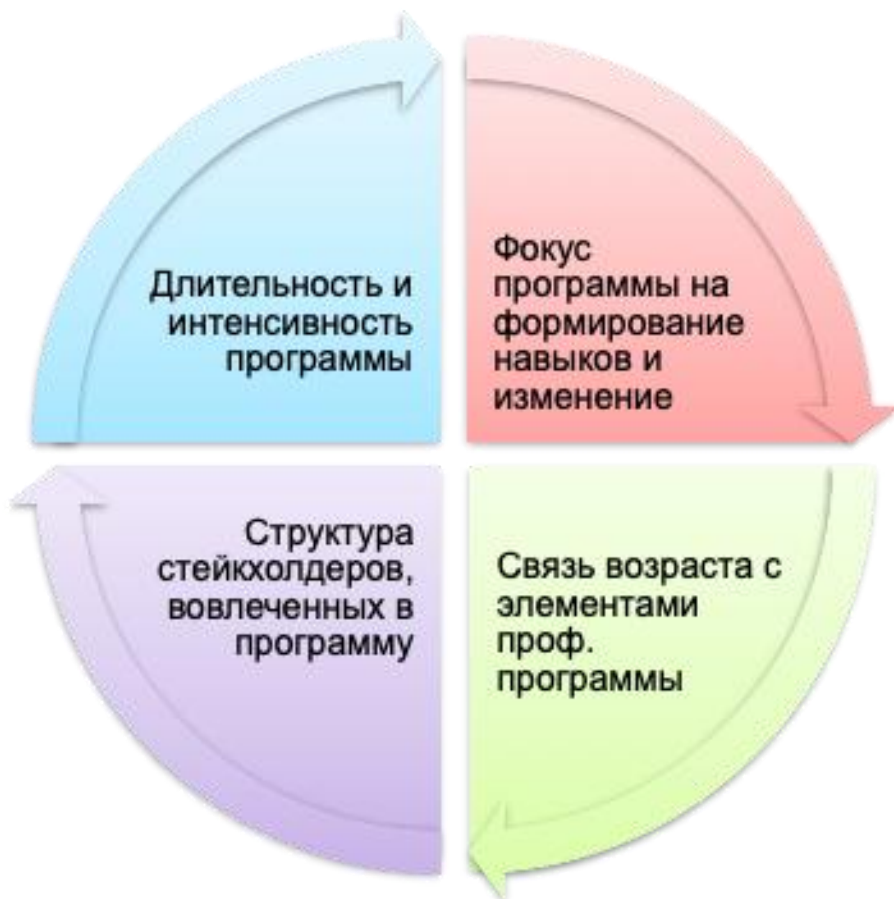 Длительность и
интенсивность
программы
Фокус
программы на
формирование
навыков и
изменение
Структура
стейкхолдеров,
вовлеченных в
программу
Связь возраста с
элементами
проф.
программы